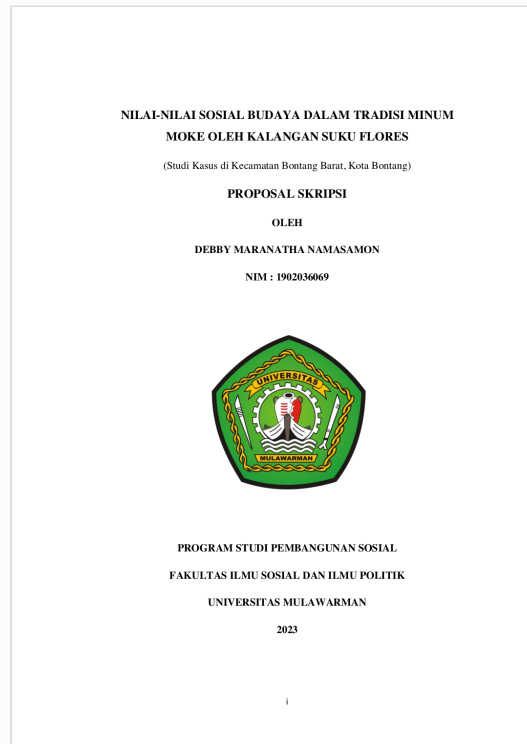 NILAI-NILAI SOSIAL BUDAYA DALAM TRADISI MINUM
MOKE OLEH KALANGAN SUKU FLORES
(Studi Kasus di Kecamatan Bontang Barat, Kota Bontang)
PROPOSAL SKRIPSI
OLEH
DEBBY MARANATHA NAMASAMON
NIM : 1902036069
UNIVERSITAS
MULAWARMAN
PROGRAM STUDI PEMBANGUNAN SOSIAL
FAKULTAS ILMU SOSIAL DAN ILMU POLITIK
UNIVERSITAS MULAWARMAN
2023
i